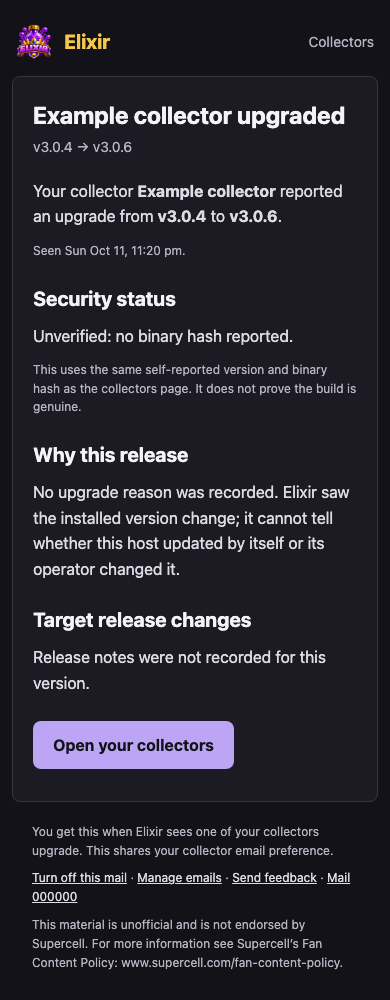 ELIXIR
Elixir
Collectors
Example collector upgraded
v3.0.4 → v3.0.6
Your collector Example collector reported
an upgrade from v3.0.4 to v3.0.6.
Seen Sun Oct 11, 11:20 pm.
Security status
Unverified: no binary hash reported.
This uses the same self-reported version and binary
hash as the collectors page. It does not prove the build is
genuine.
Why this release
No upgrade reason was recorded. Elixir saw
the installed version change; it cannot tell
whether this host updated by itself or its
operator changed it.
Target release changes
Release notes were not recorded for this
version.
Open your collectors
You get this when Elixir sees one of your collectors
upgrade. This shares your collector email preference.
Turn off this mail · Manage emails · Send feedback · Mail
000000
This material is unofficial and is not endorsed by
Supercell. For more information see Supercell’s Fan
Content Policy: www.supercell.com/fan-content-policy.